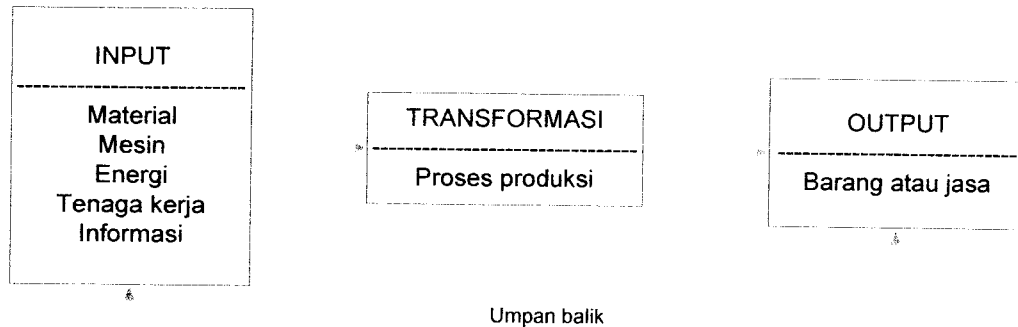 INPUT
Material
Mesin
Energi
Tenaga kerja
Informasi
TRANSFORMASI
Proses produksi
OUTPUT
Barang atau jasa
Umpan balik